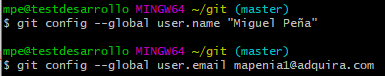 mpe@testdesarrollo MINGW64 ~/git (master)
$ git config --global user.name "Miguel Peña"
mpe@testdesarrollo MINGW64 ~/git (master)
$ git config --global user.email mapenia1@adquira.com